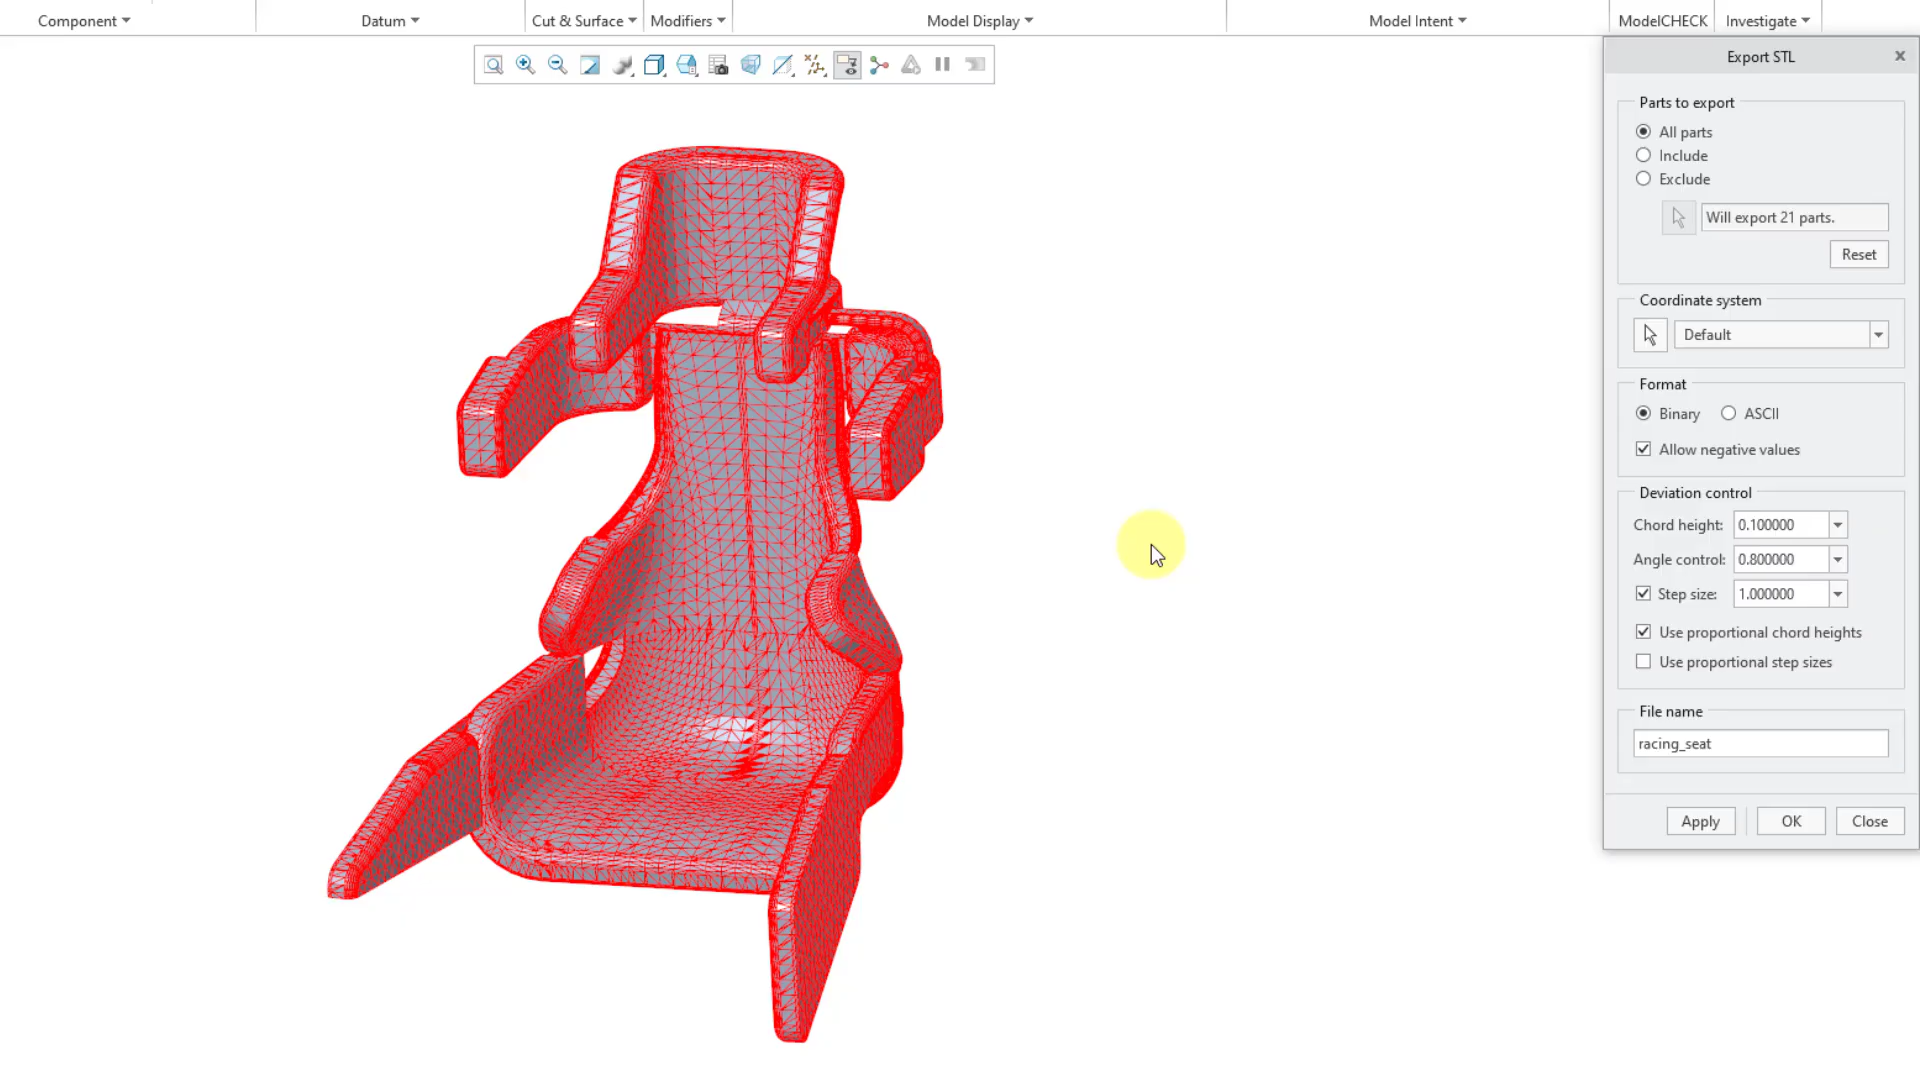 Component
Datum
Cut & Surface
Modifiers
Model Display
Model Intent
ModelCHECK
Investigate
Export STL
Parts to export
All parts
Include
Exclude
Will export 21 parts.
Reset
Coordinate system
Default
Format
Binary
ASCII
Allow negative values
Deviation control
Chord height: 0.100000
Angle control: 0.800000
Step size: 1.000000
Use proportional chord heights
Use proportional step sizes
File name
racing_seat
Apply
OK
Close